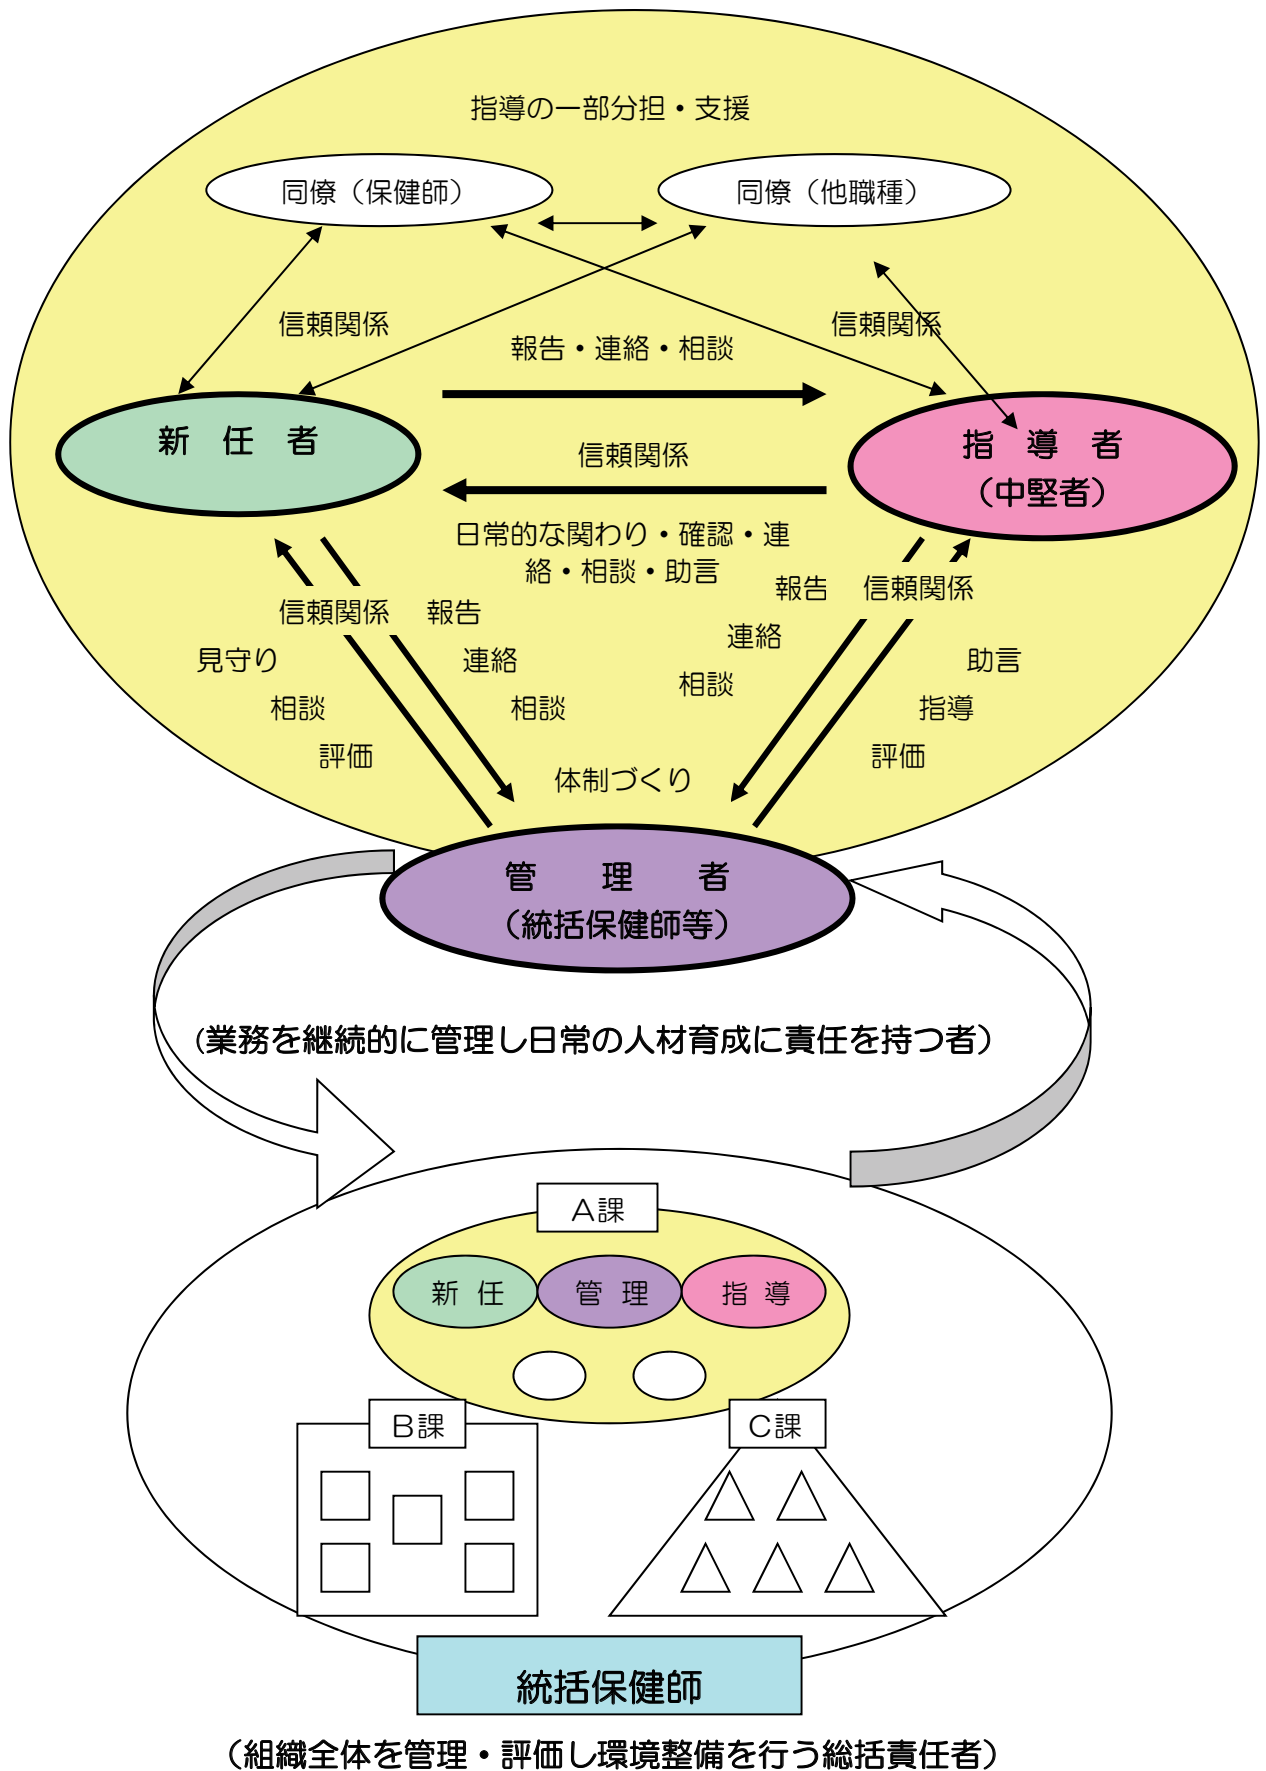 指導の一部分担・支援
同僚（保健師）
同僚（他職種）
信頼関係
信頼関係
報告・連絡・相談
新　任　者
指　導　者
（中堅者）
信頼関係
日常的な関わり・確認・連
絡・相談・助言
報告
信頼関係
信頼関係
報告
連絡
見守り
連絡
助言
相談
相談
相談
指導
評価
評価
体制づくり
管　　理　　者
（統括保健師等）
（業務を継続的に管理し日常の人材育成に責任を持つ者）
Ａ課
新 任
管 理
指 導
Ｂ課
Ｃ課
統括保健師
（組織全体を管理・評価し環境整備を行う総括責任者）